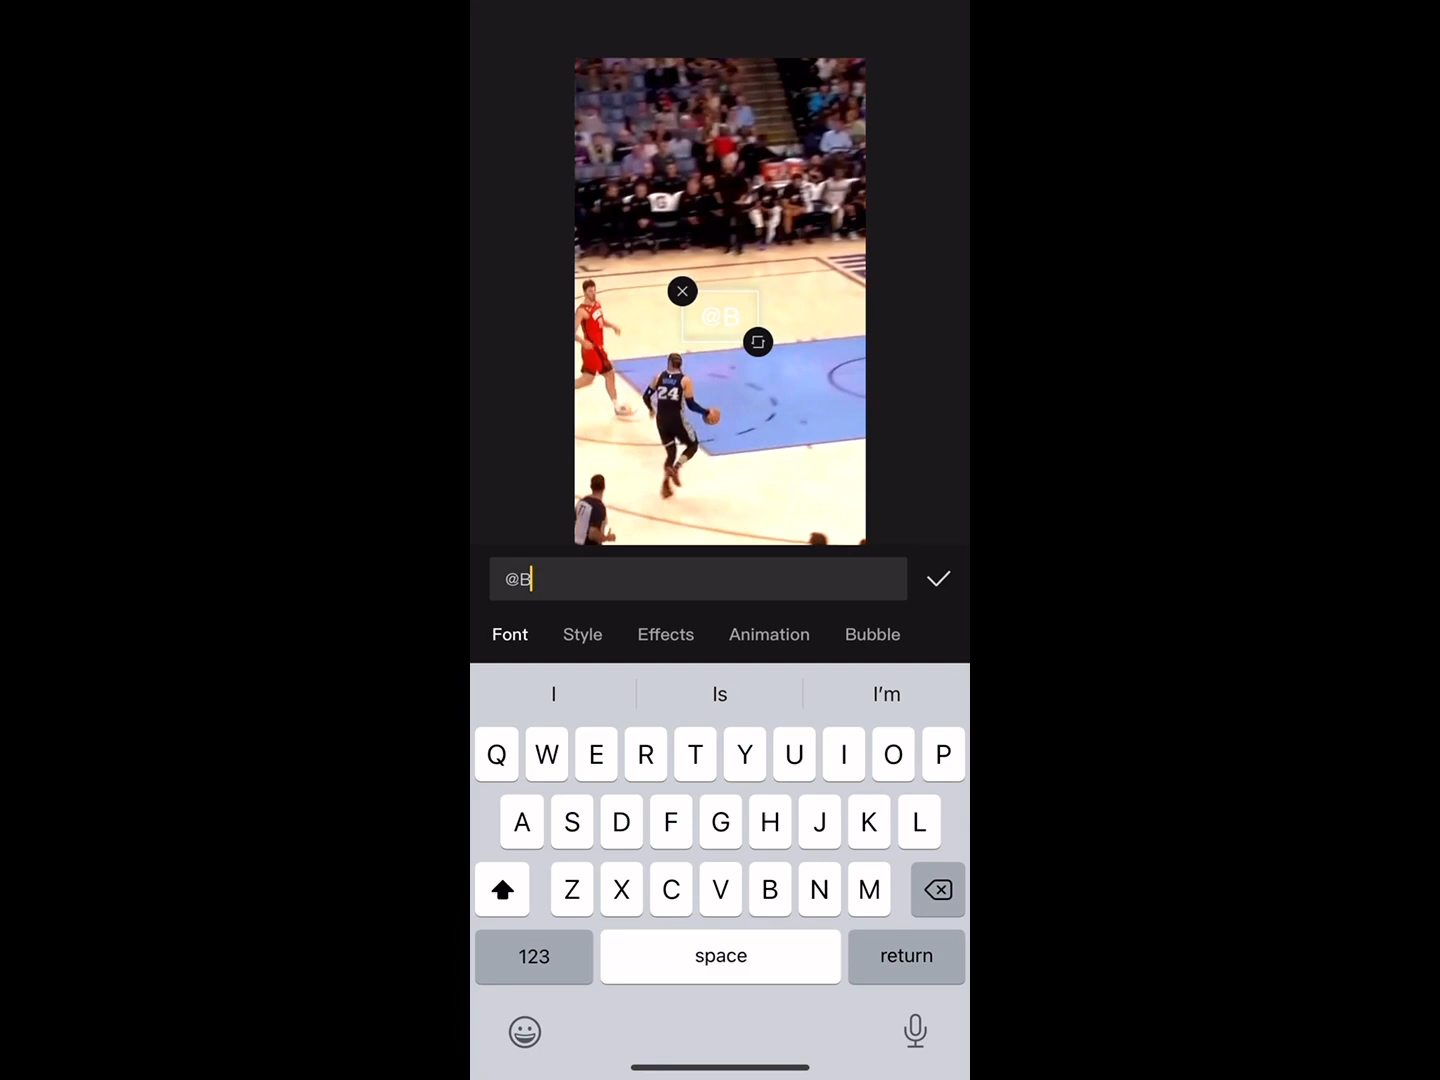 @B
24
@B
Font Style Effects Animation Bubble
I Is I'm
Q W E R T Y U I O P
A S D F G H J K L
Z X C V B N M
123 space return